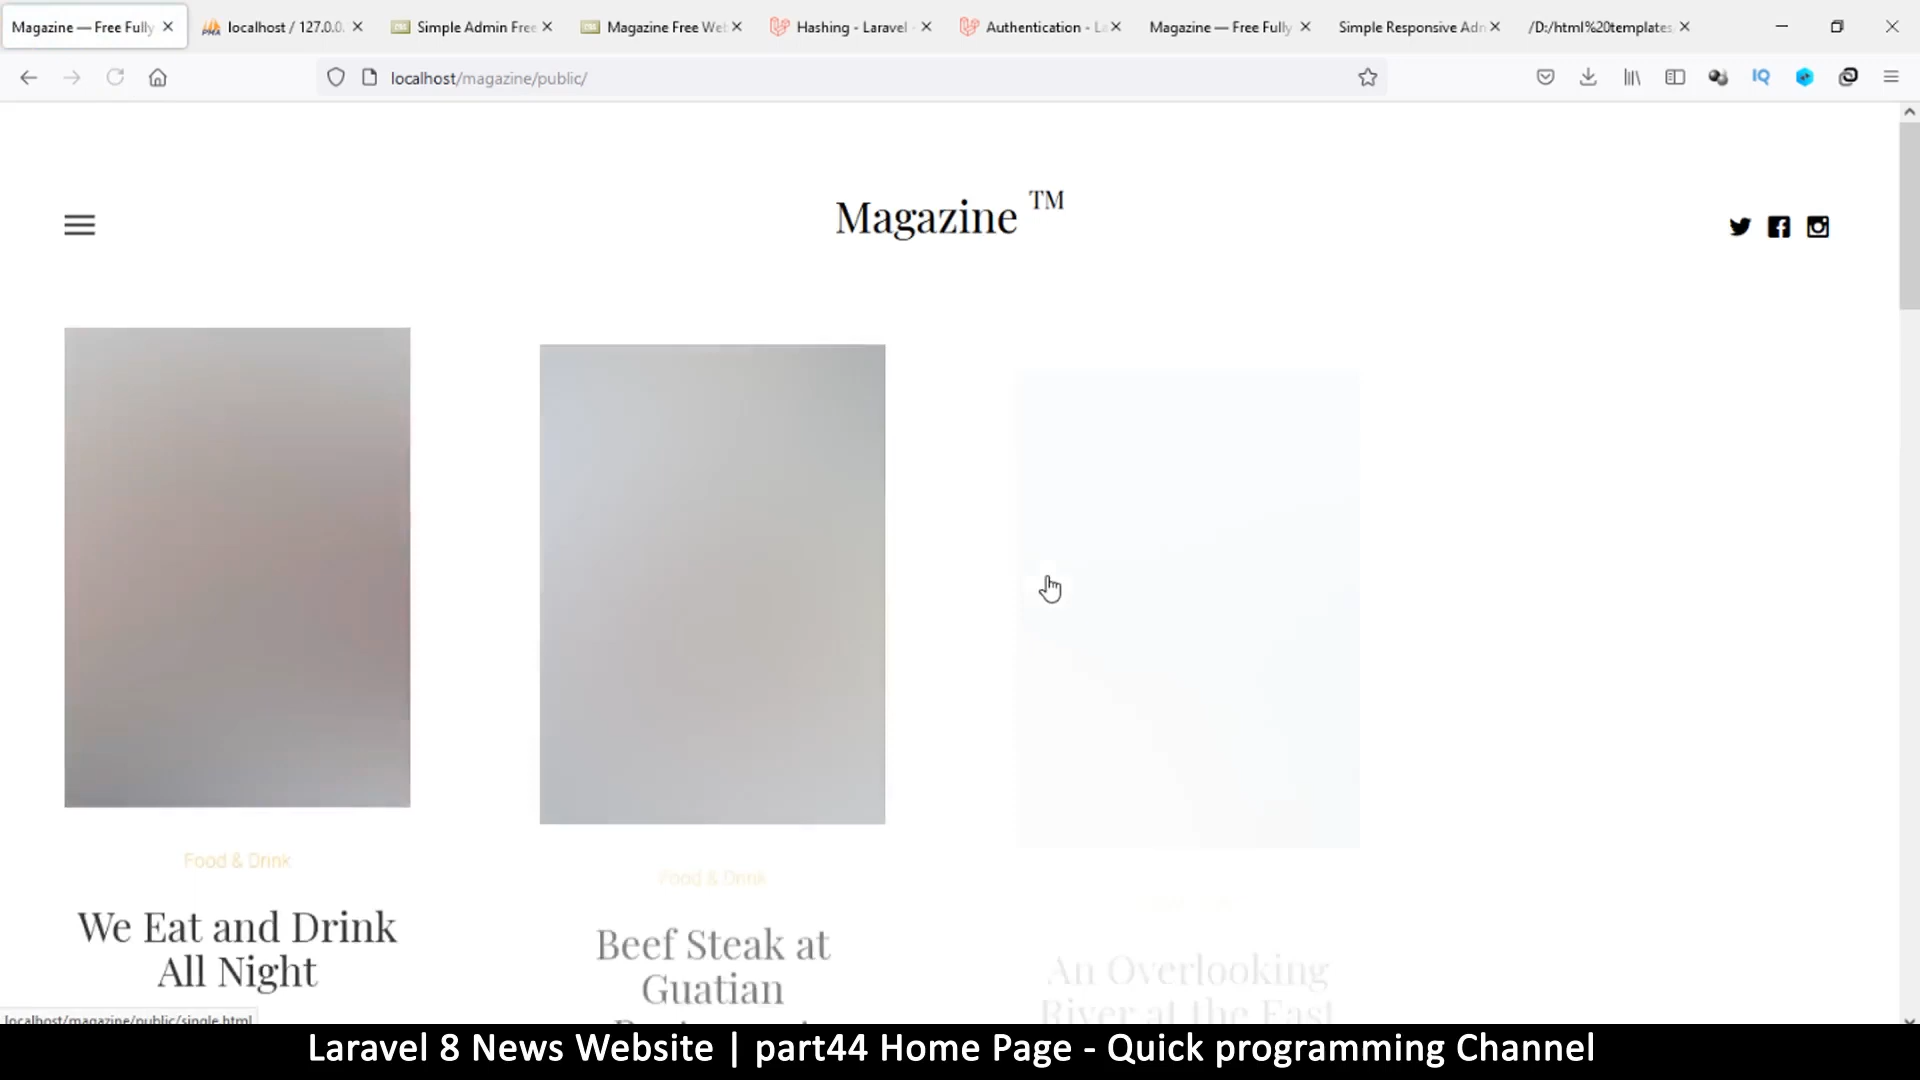 Magazine — Free Fully
localhost / 127.0.0.
Simple Admin Free
Magazine Free We
Hashing - Laravel
Authentication - L
Magazine — Free Fully
Simple Responsive Adn
/D:/html%20templates
localhost/magazine/public/
IQ
Magazine TM
Food & Drink
We Eat and Drink
All Night
Food & Drink
Beef Steak at
Guatian
An Overlooking
River at the East
localhost/magazine/public/single.html
Laravel 8 News Website | part44 Home Page - Quick programming Channel